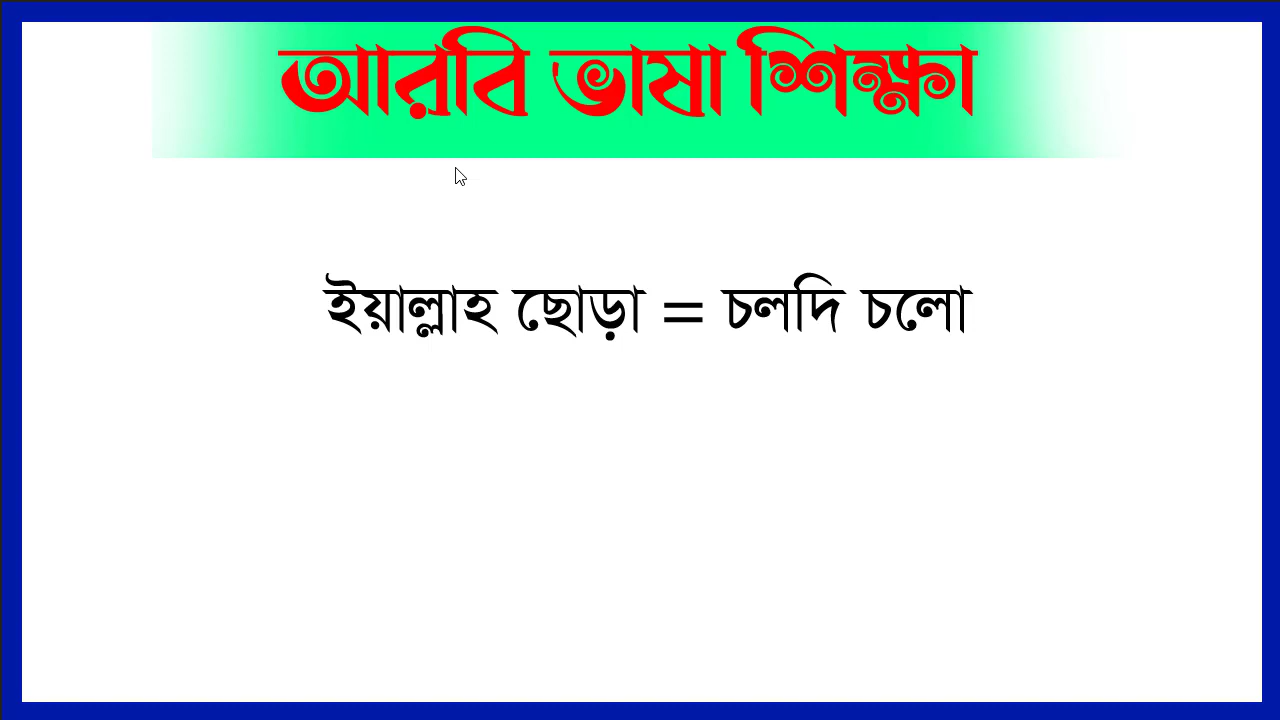 আরবি ভাষা শিক্ষা
ইয়াল্লাহ ছোড়া = চলদি চলো